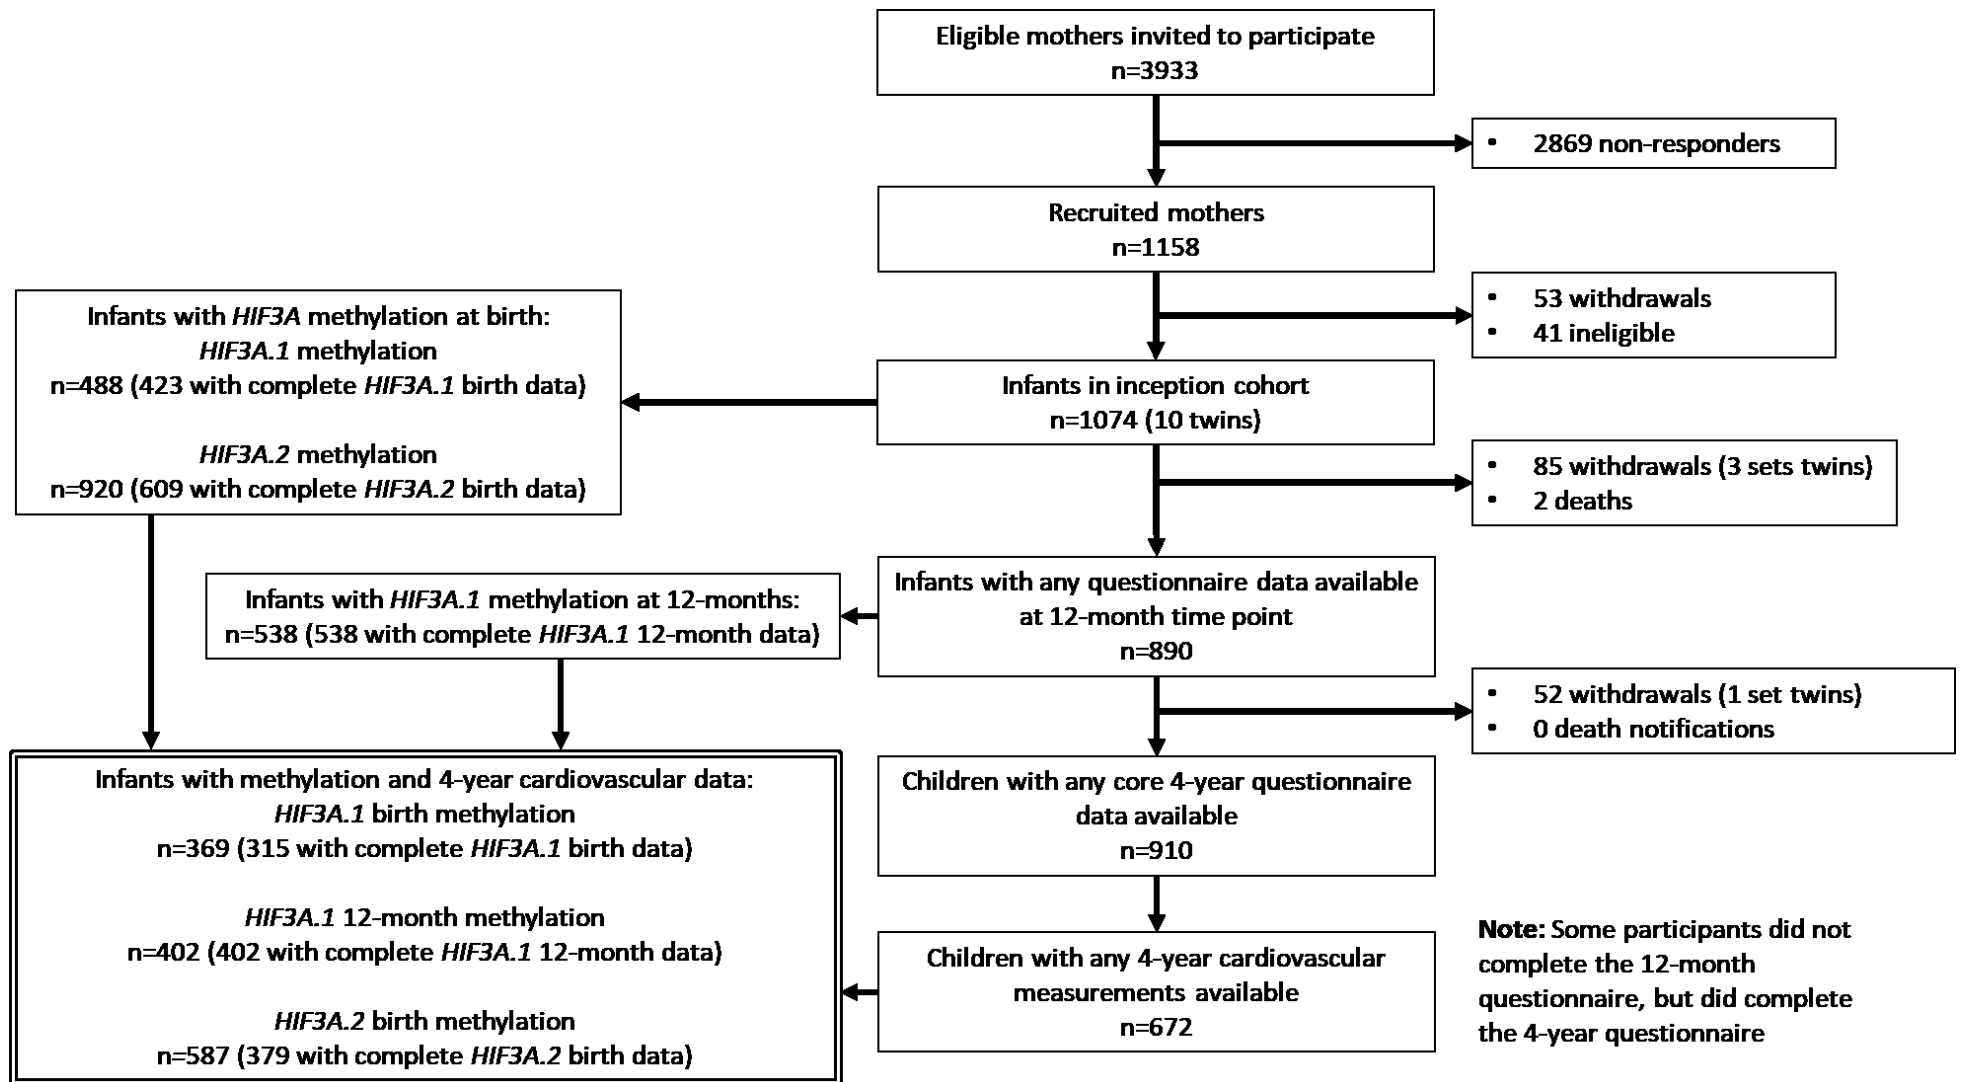 Eligible mothers invited to participate
n=3933
▪ 2869 non-responders
Recruited mothers
n=1158
▪ 53 withdrawals
▪ 41 ineligible
Infants with HIF3A methylation at birth:
HIF3A.1 methylation
n=488 (423 with complete HIF3A.1 birth data)
HIF3A.2 methylation
n=920 (609 with complete HIF3A.2 birth data)
Infants in inception cohort
n=1074 (10 twins)
▪ 85 withdrawals (3 sets twins)
▪ 2 deaths
Infants with HIF3A.1 methylation at 12-months:
n=538 (538 with complete HIF3A.1 12-month data)
Infants with any questionnaire data available
at 12-month time point
n=890
▪ 52 withdrawals (1 set twins)
▪ 0 death notifications
Infants with methylation and 4-year cardiovascular data:
HIF3A.1 birth methylation
n=369 (315 with complete HIF3A.1 birth data)
HIF3A.1 12-month methylation
n=402 (402 with complete HIF3A.1 12-month data)
HIF3A.2 birth methylation
n=587 (379 with complete HIF3A.2 birth data)
Children with any core 4-year questionnaire
data available
n=910
Children with any 4-year cardiovascular
measurements available
n=672
Note: Some participants did not
complete the 12-month
questionnaire, but did complete
the 4-year questionnaire